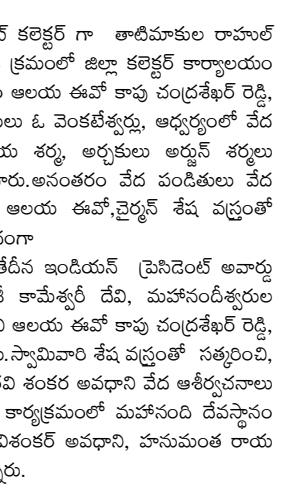 కలెక్టర్ గా తాటిమాకుల రాహుల్
క్రమంలో జిల్లా కలెక్టర్ కార్యాలయం
ఆలయ ఈవో కాపు చంద్రశేఖర్ రెడ్డి,
ఓ వెంకటేశ్వర్లు, ఆధ్వర్యంలో వేద
శర్మ, అర్చకులు అర్జున్ శర్మలు
అనంతరం వేద పండితులు వేద
ఆలయ ఈవో,చైర్మన్ శేష వస్త్రంతో
ఇండియన్ ప్రెసిడెంట్ అవార్డు
కామేశ్వరీ దేవి, మహానందీశ్వరుల
ఆలయ ఈవో కాపు చంద్రశేఖర్ రెడ్డి,
స్వామివారి శేష వస్త్రంతో సత్కరించి,
శంకర అవధాని వేద ఆశీర్వచనాలు
కార్యక్రమంలో మహానంది దేవస్థానం
అవధాని, హనుమంత రాయ